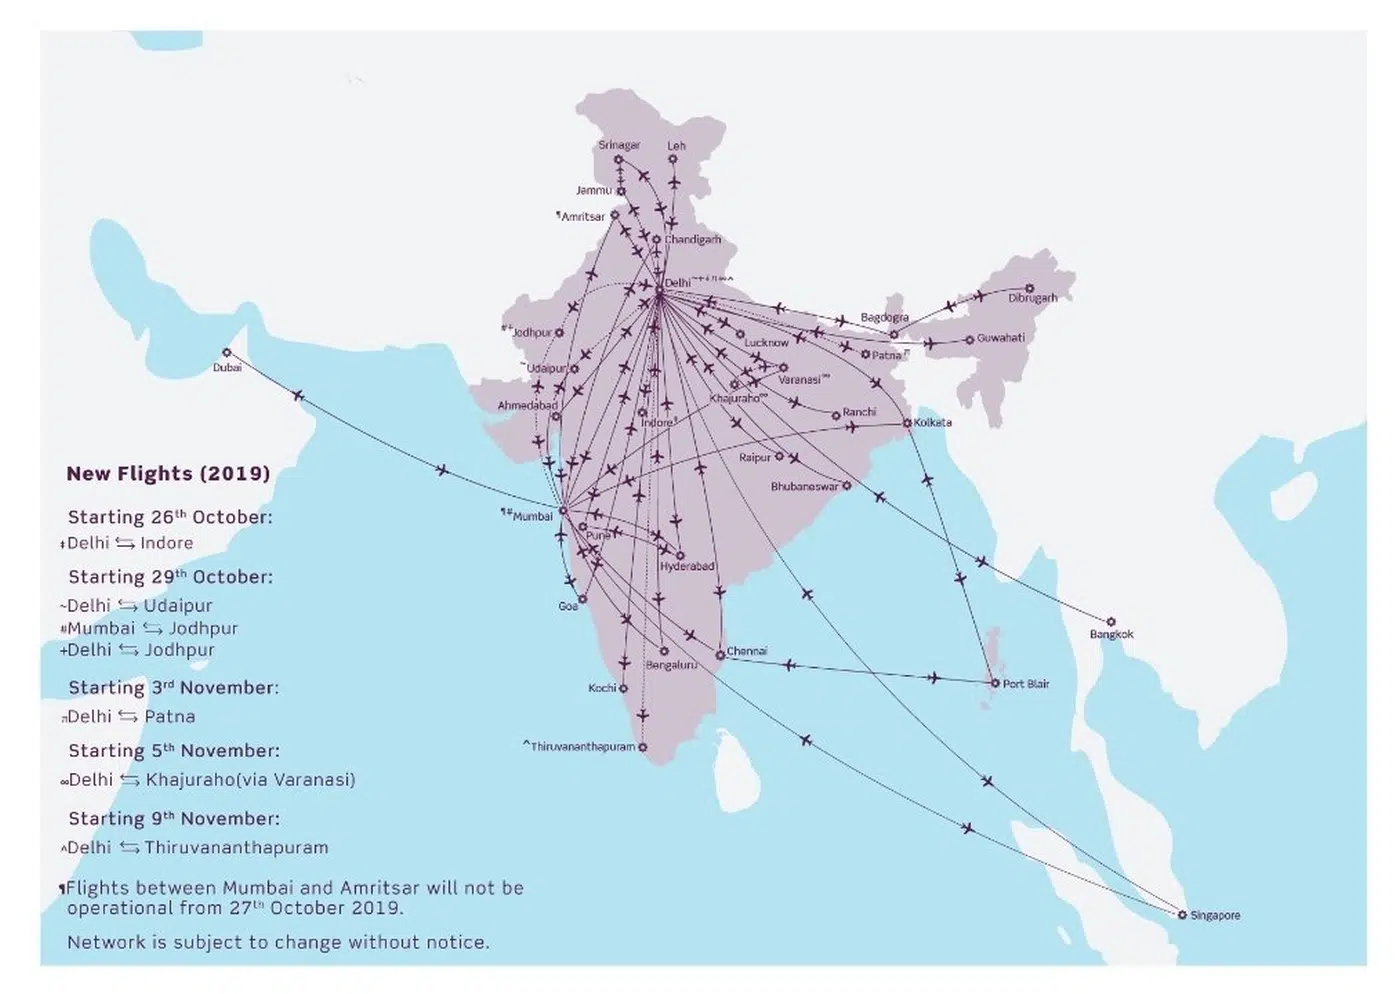 Srinagar
Leh
Jammu
¶Amritsar
Chandigarh
Delhi~+‡♬∞^
Dibrugarh
Bagdogra
#+Jodhpur
Lucknow
Guwahati
Patna♬
Dubai
~Udaipur
Varanasi∞
Khajuraho∞
Ahmedabad
Ranchi
Indore‡
Kolkata
Raipur
Bhubaneswar
New Flights (2019)
¶#Mumbai
Starting 26th October:
Pune
‡Delhi ⇆ Indore
Hyderabad
Starting 29th October:
~Delhi ⇆ Udaipur
Goa
#Mumbai ⇆ Jodhpur
Bangkok
+Delhi ⇆ Jodhpur
Chennai
Bengaluru
Starting 3rd November:
Kochi
Port Blair
♬Delhi ⇆ Patna
Starting 5th November:
^Thiruvananthapuram
∞Delhi ⇆ Khajuraho(via Varanasi)
Starting 9th November:
^Delhi ⇆ Thiruvananthapuram
¶Flights between Mumbai and Amritsar will not be
operational from 27th October 2019.
Singapore
Network is subject to change without notice.